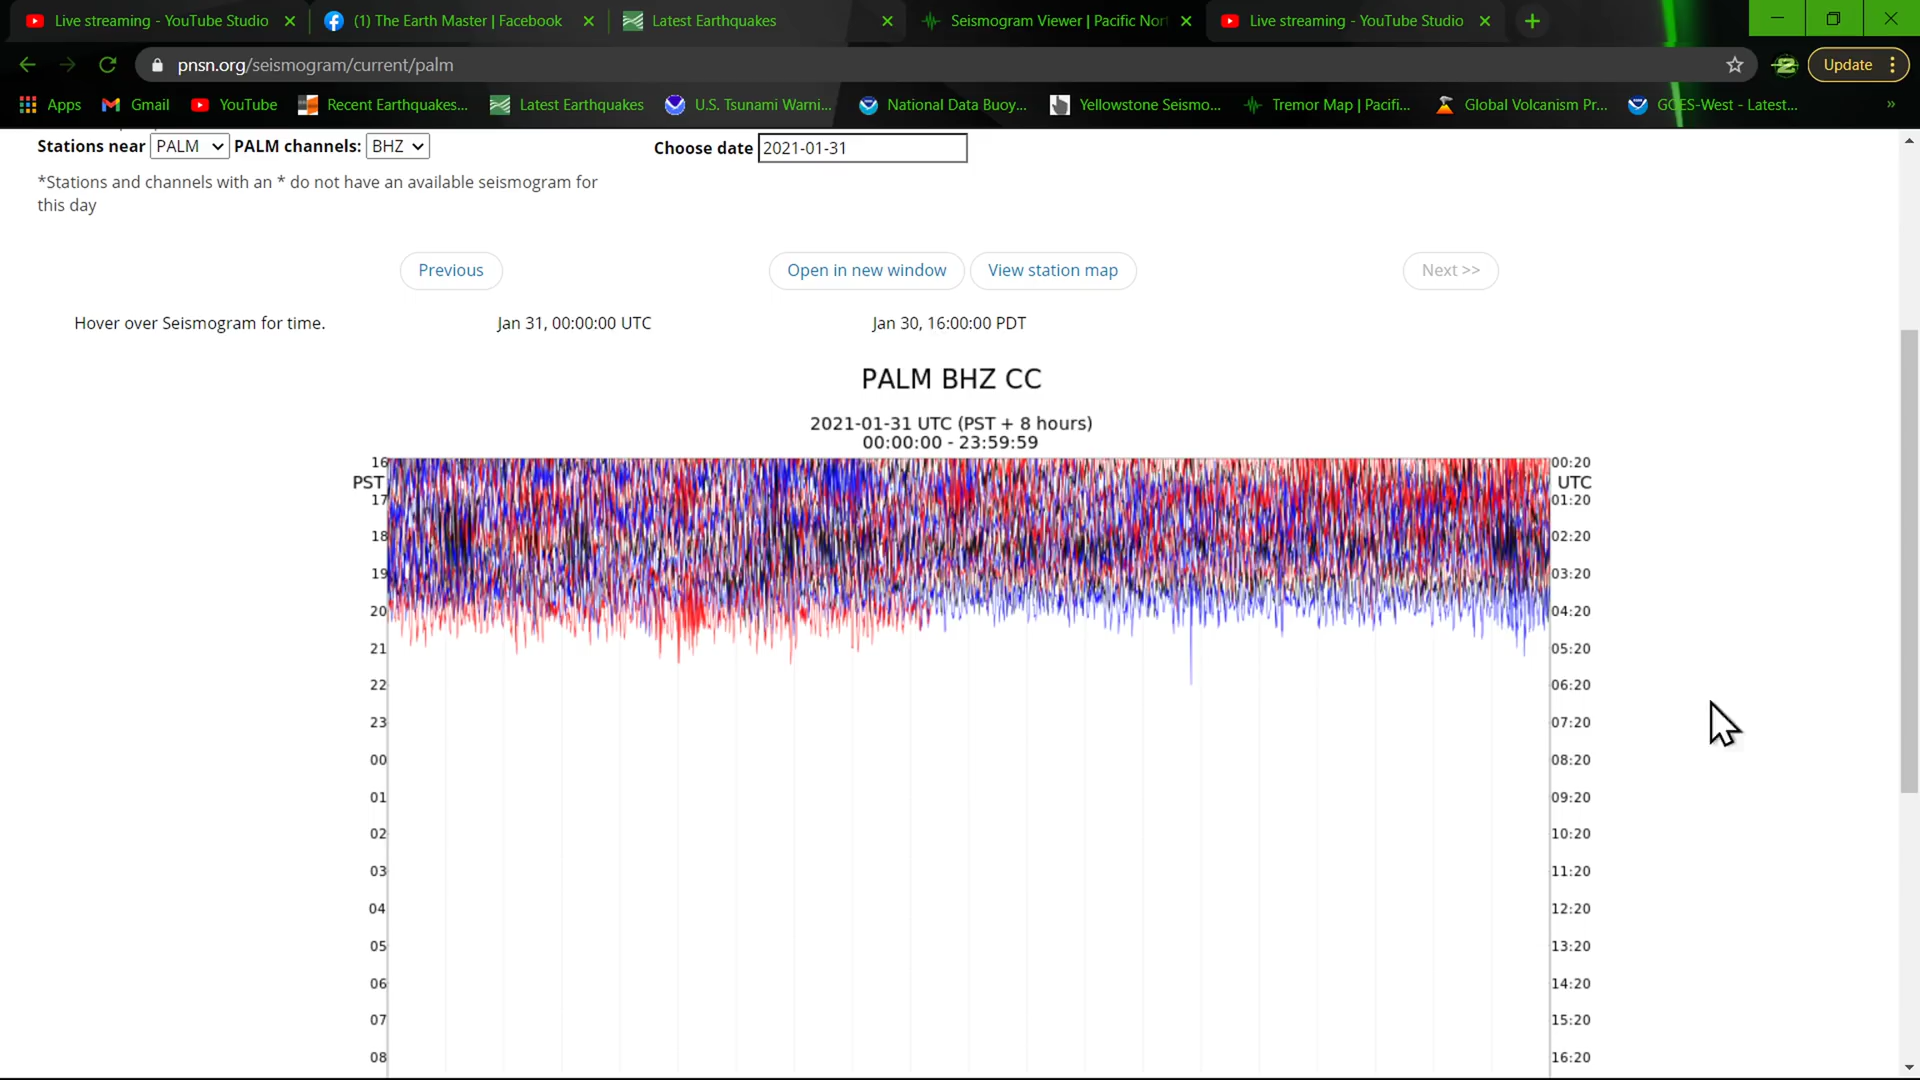 Live streaming - YouTube Studio
(1) The Earth Master | Facebook
Latest Earthquakes
Seismogram Viewer | Pacific Nor
Live streaming - YouTube Studio
pnsn.org/seismogram/current/palm
Update
Apps
Gmail
YouTube
Recent Earthquakes...
Latest Earthquakes
U.S. Tsunami Warni...
National Data Buoy...
Yellowstone Seismo...
Tremor Map | Pacifi...
Global Volcanism Pr...
GOES-West - Latest...
»
Stations near PALM PALM channels: BHZ
Choose date 2021-01-31
*Stations and channels with an * do not have an available seismogram for
this day
Previous
Open in new window
View station map
Next >>
Hover over Seismogram for time.
Jan 31, 00:00:00 UTC
Jan 30, 16:00:00 PDT
PALM BHZ CC
2021-01-31 UTC (PST + 8 hours)
00:00:00 - 23:59:59
16 00:20
PST UTC
17 01:20
18 02:20
19 03:20
20 04:20
21 05:20
22 06:20
23 07:20
00 08:20
01 09:20
02 10:20
03 11:20
04 12:20
05 13:20
06 14:20
07 15:20
08 16:20